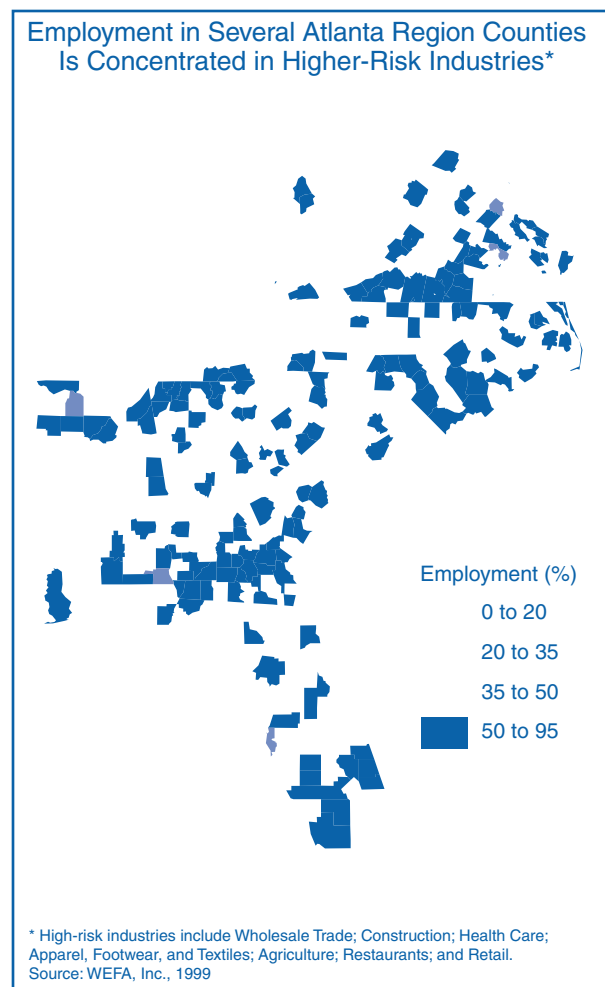 Employment in Several Atlanta Region Counties
Is Concentrated in Higher-Risk Industries*
Employment (%)
0 to 20
20 to 35
35 to 50
50 to 95
* High-risk industries include Wholesale Trade; Construction; Health Care;
Apparel, Footwear, and Textiles; Agriculture; Restaurants; and Retail.
Source: WEFA, Inc., 1999